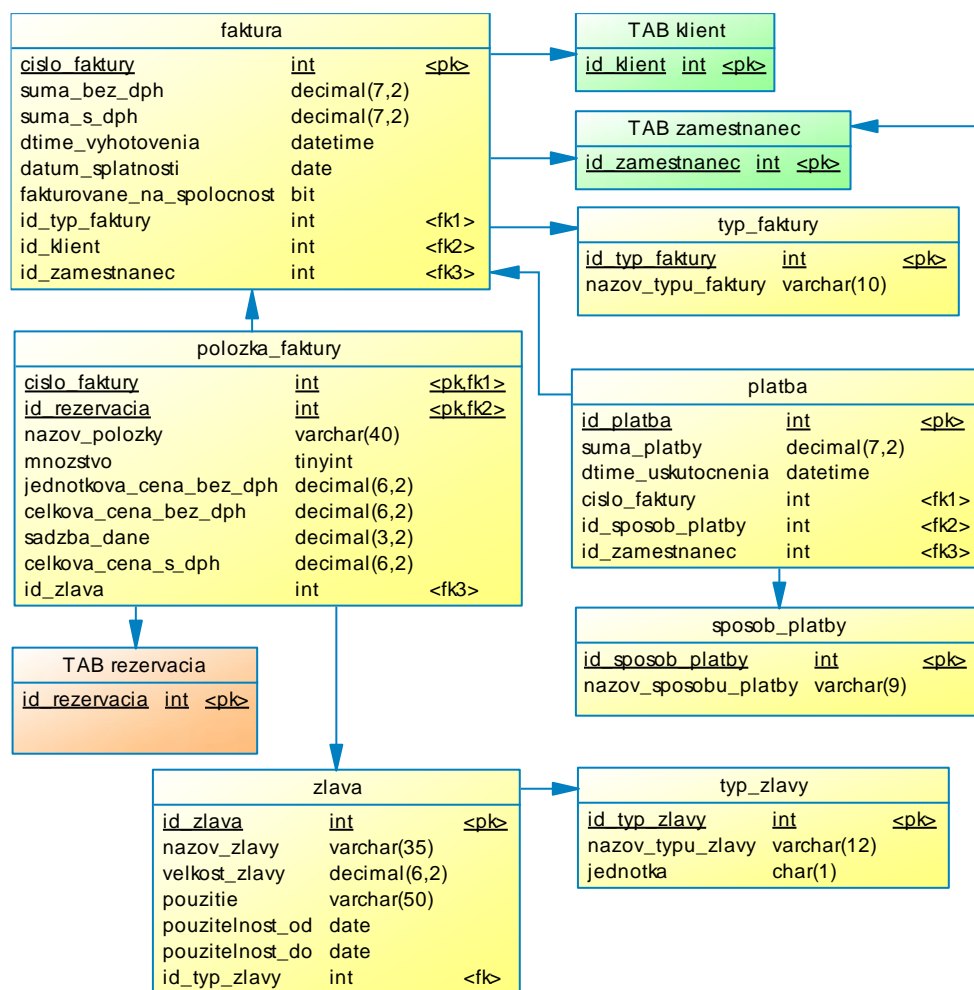 faktura
cislo_faktury int <pk>
suma_bez_dph decimal(7,2)
suma_s_dph decimal(7,2)
dtime_vyhotovenia datetime
datum_splatnosti date
fakturovane_na_spolocnost bit
id_typ_faktury int <fk1>
id_klient int <fk2>
id_zamestnanec int <fk3>
TAB klient
id_klient int <pk>
TAB zamestnanec
id_zamestnanec int <pk>
typ_faktury
id_typ_faktury int <pk>
nazov_typu_faktury varchar(10)
polozka_faktury
cislo_faktury int <pk,fk1>
id_rezervacia int <pk,fk2>
nazov_polozky varchar(40)
mnozstvo tinyint
jednotkova_cena_bez_dph decimal(6,2)
celkova_cena_bez_dph decimal(6,2)
sadzba_dane decimal(3,2)
celkova_cena_s_dph decimal(6,2)
id_zlava int <fk3>
platba
id_platba int <pk>
suma_platby decimal(7,2)
dtime_uskutocnenia datetime
cislo_faktury int <fk1>
id_sposob_platby int <fk2>
id_zamestnanec int <fk3>
sposob_platby
id_sposob_platby int <pk>
nazov_sposobu_platby varchar(9)
TAB rezervacia
id_rezervacia int <pk>
zlava
id_zlava int <pk>
nazov_zlavy varchar(35)
velkost_zlavy decimal(6,2)
pouzitie varchar(50)
pouzitelnost_od date
pouzitelnost_do date
id_typ_zlavy int <fk>
typ_zlavy
id_typ_zlavy int <pk>
nazov_typu_zlavy varchar(12)
jednotka char(1)